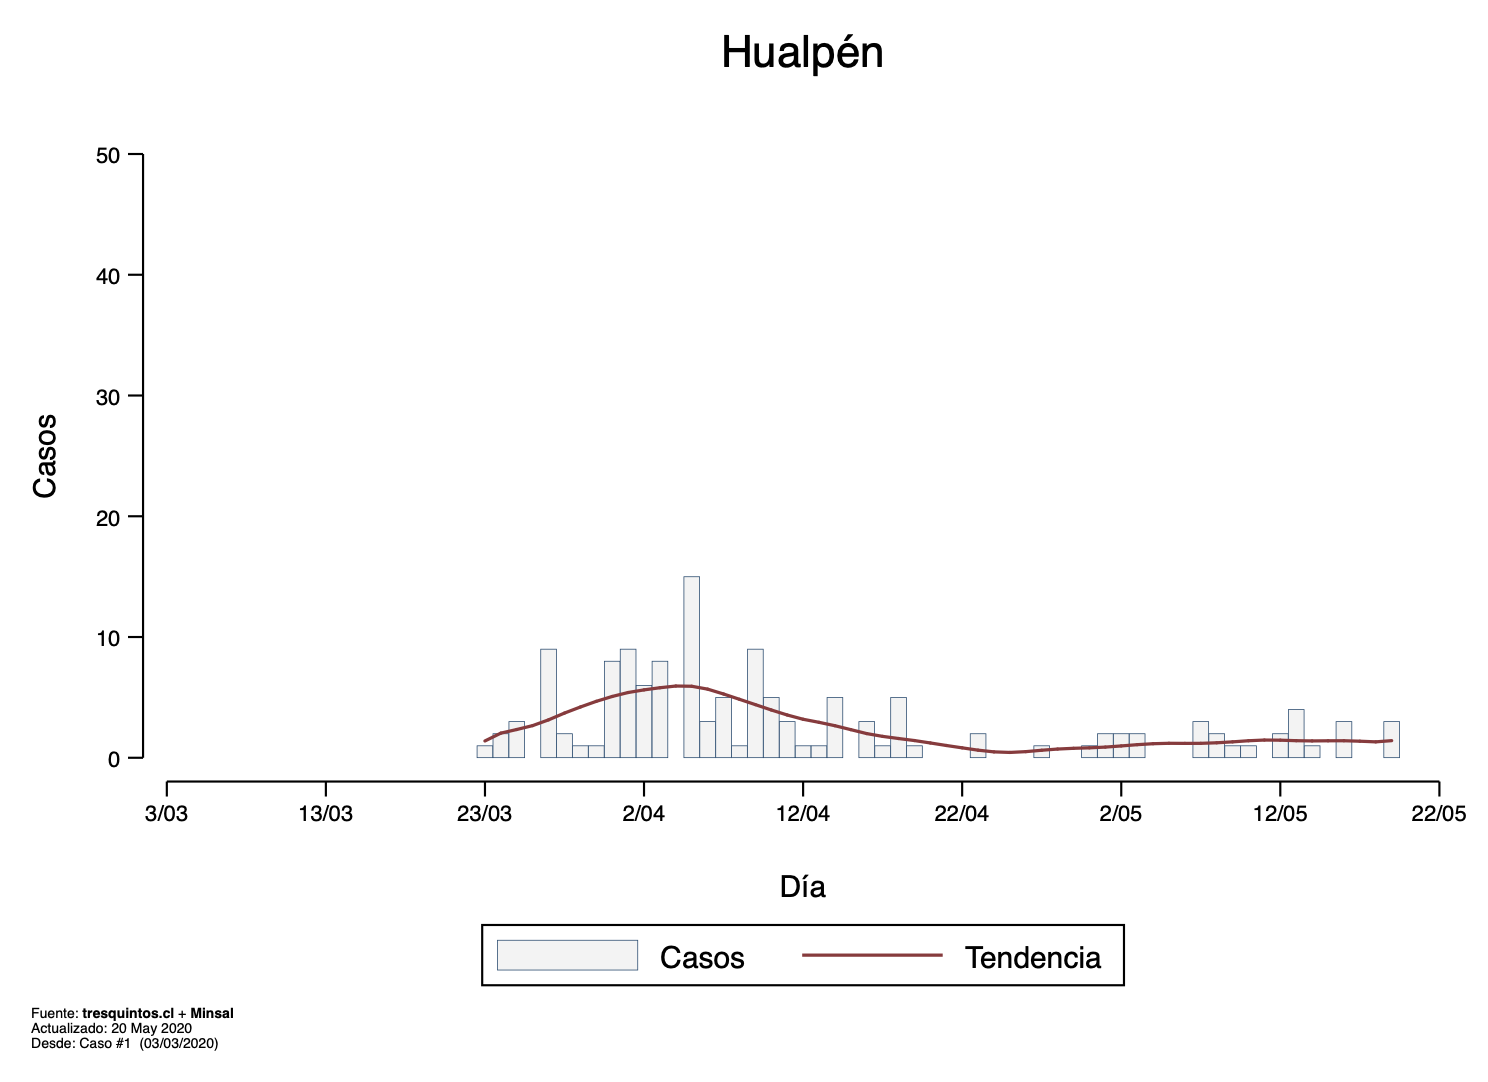 Hualpén
50
40
30
20
10
0
Casos
3/03 13/03 23/03 2/04 12/04 22/04 2/05 12/05 22/05
Día
Casos Tendencia
Fuente: tresquintos.cl + Minsal
Actualizado: 20 May 2020
Desde: Caso #1 (03/03/2020)